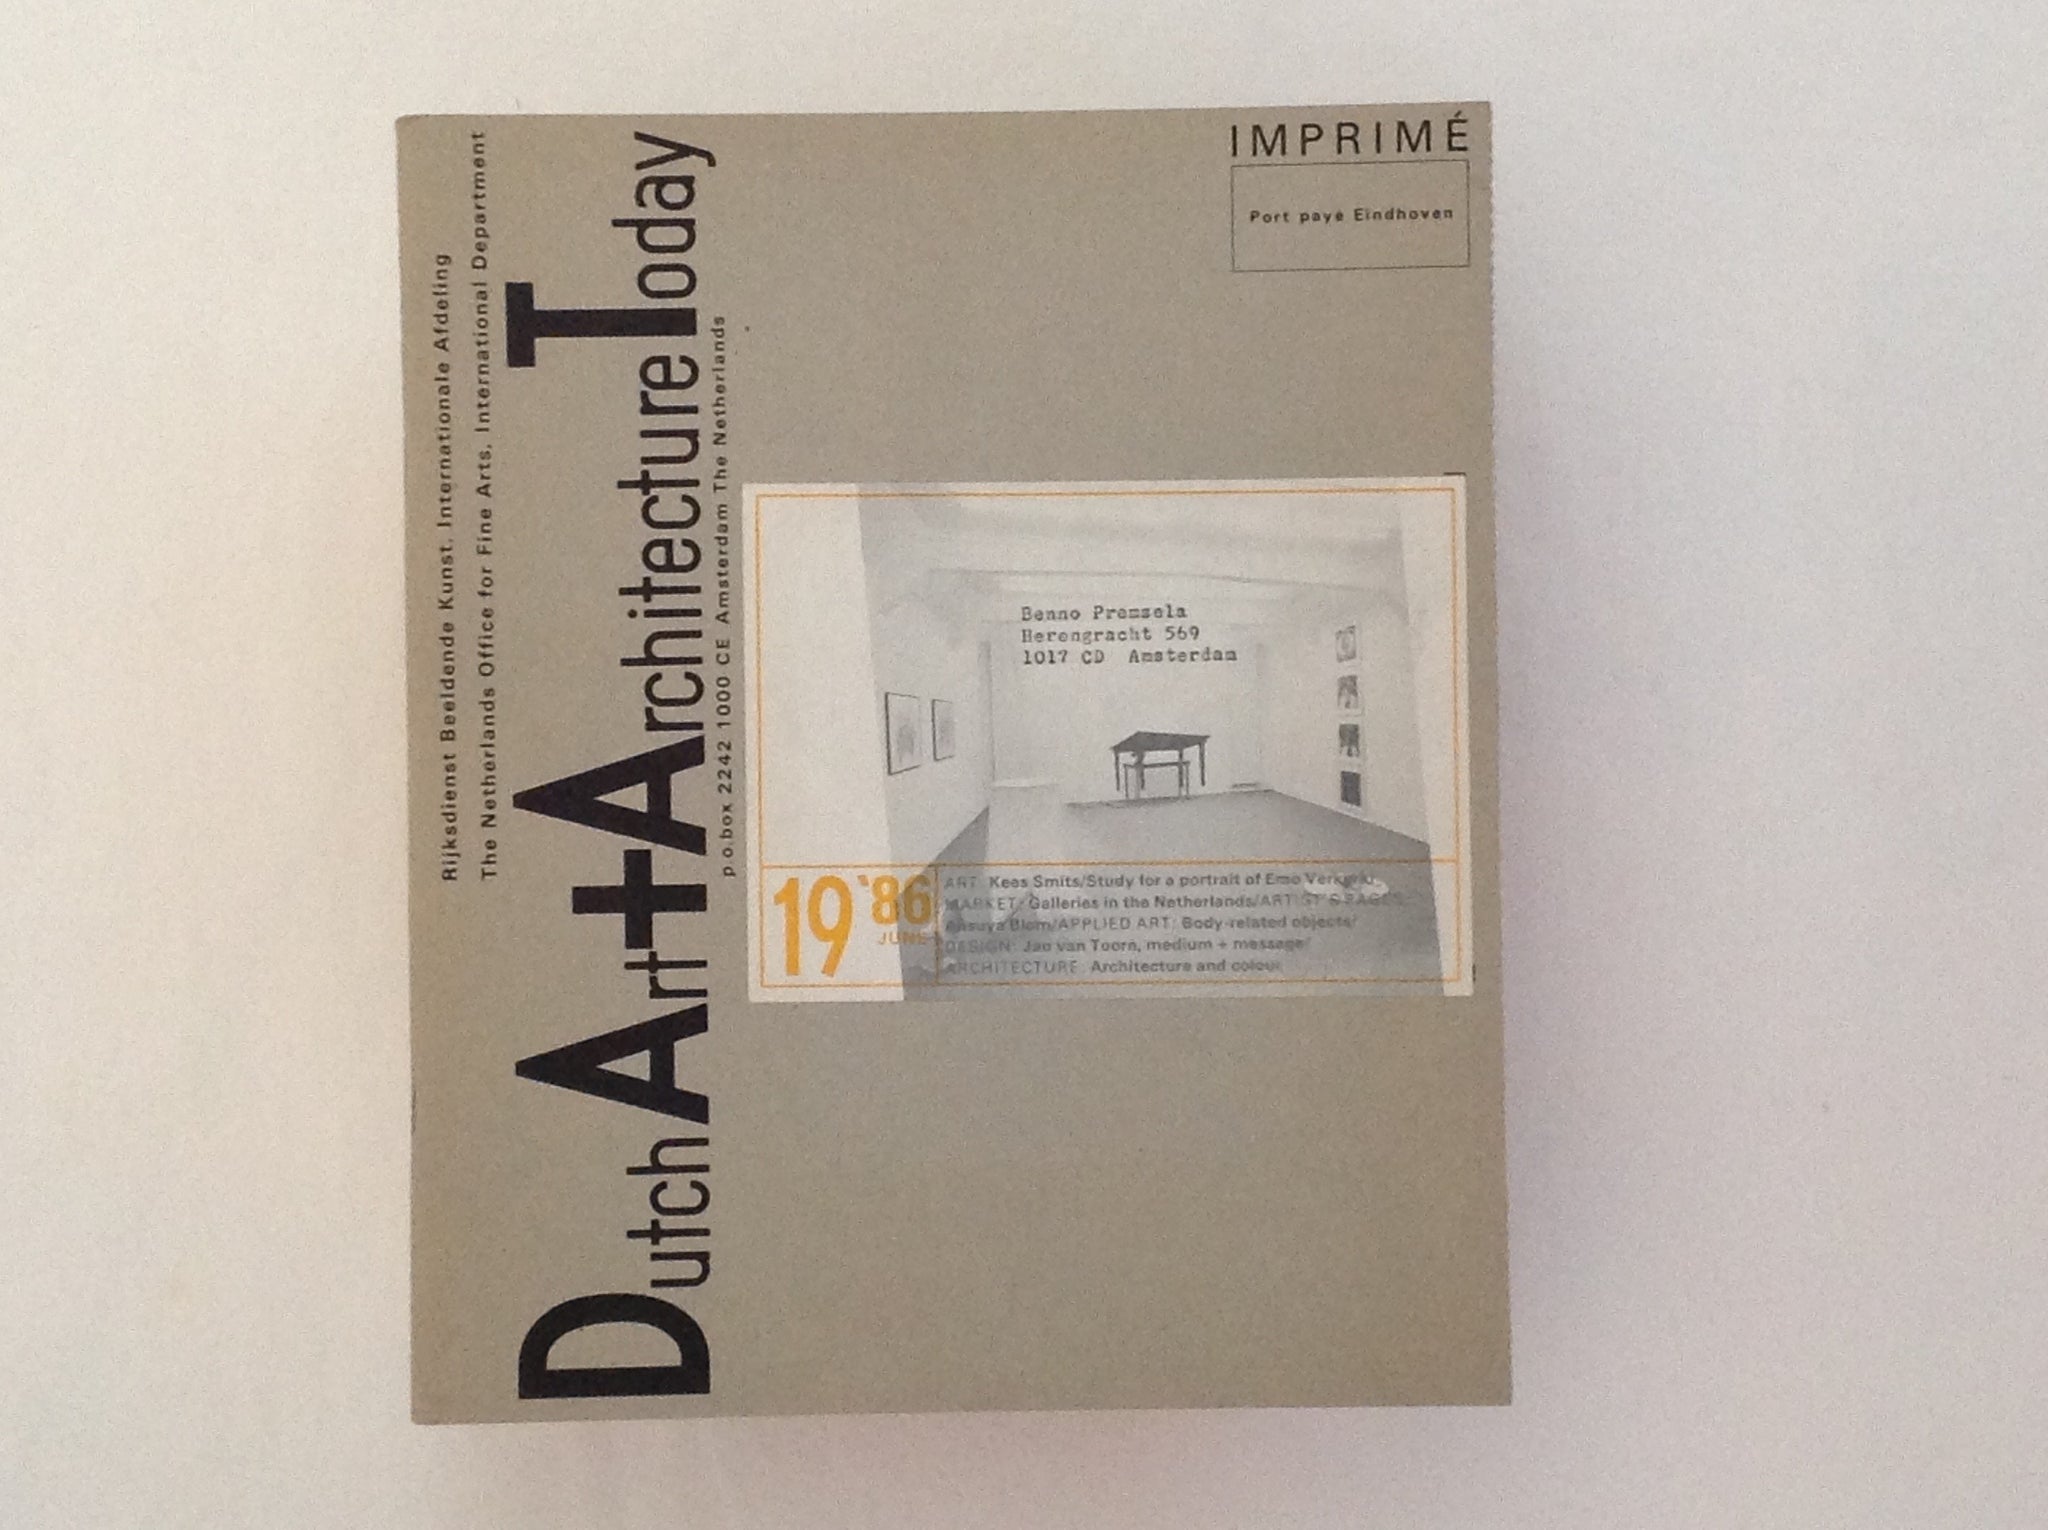 Rijksdienst Beeldende Kunst, Internationale Afdeling
The Netherlands Office for Fine Arts, International Department
Dutch Art+Architecture Today
p.o.box 2242 1000 CE Amsterdam The Netherlands
IMPRIMÉ
Port payé Eindhoven
Benno Premsela
Herengracht 569
1017 CD Amsterdam
19 '86
JUNE
ART: Kees Smits/Study for a portrait of Emo
MARKET: Galleries in the Netherlands/ARTIST'S PAGES:
Ansuya Blom/APPLIED ART: Body-related objects/
DESIGN: Jan van Toorn, medium + message/
ARCHITECTURE: Architecture and colour